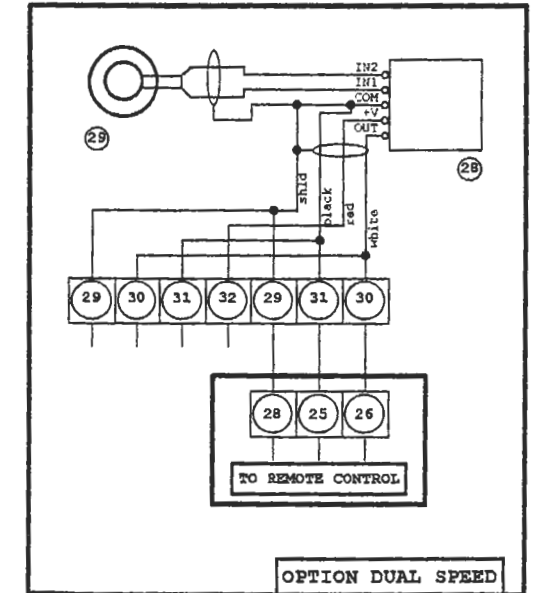 IN2
IN1
COM
+V
OUT
29
28
shld
black
red
white
29 30 31 32 29 31 30
28 25 26
TO REMOTE CONTROL
OPTION DUAL SPEED